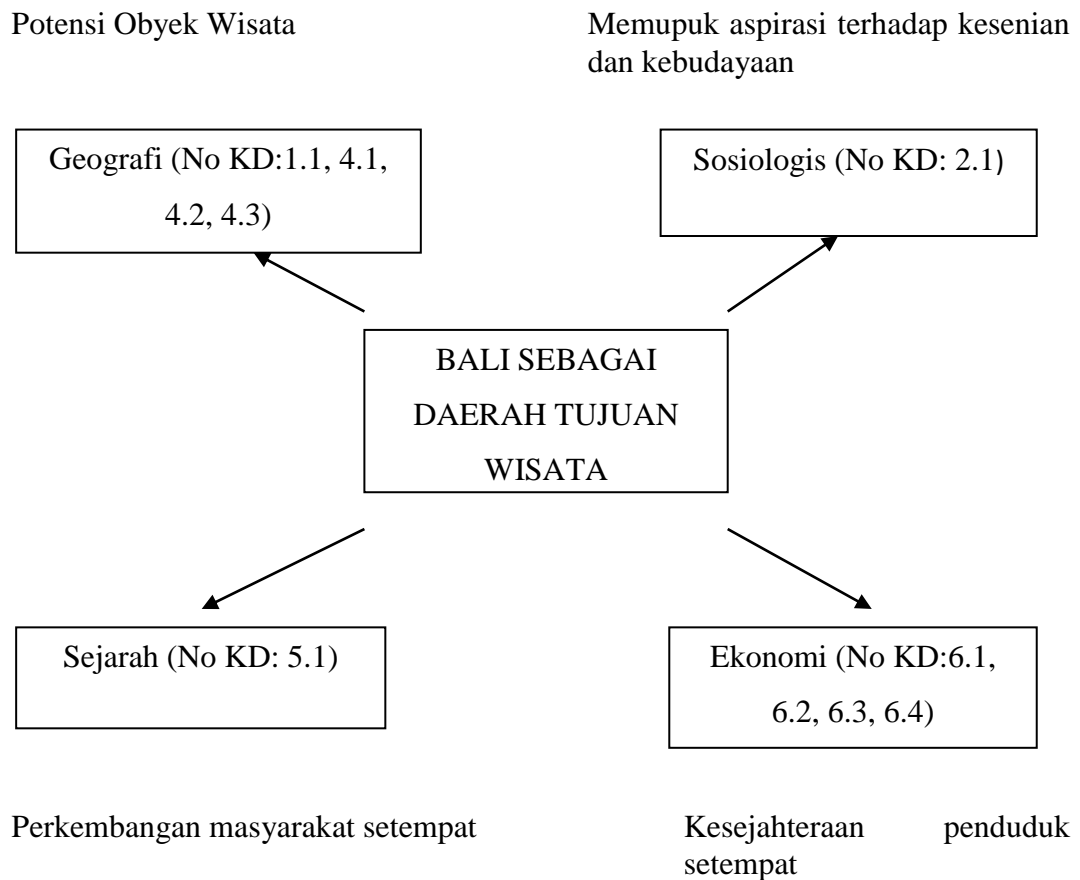 Potensi Obyek Wisata
Memupuk aspirasi terhadap kesenian
dan kebudayaan
Geografi (No KD:1.1, 4.1,
4.2, 4.3)
Sosiologis (No KD: 2.1)
BALI SEBAGAI
DAERAH TUJUAN
WISATA
Sejarah (No KD: 5.1)
Ekonomi (No KD:6.1,
6.2, 6.3, 6.4)
Perkembangan masyarakat setempat
Kesejahteraan penduduk
setempat